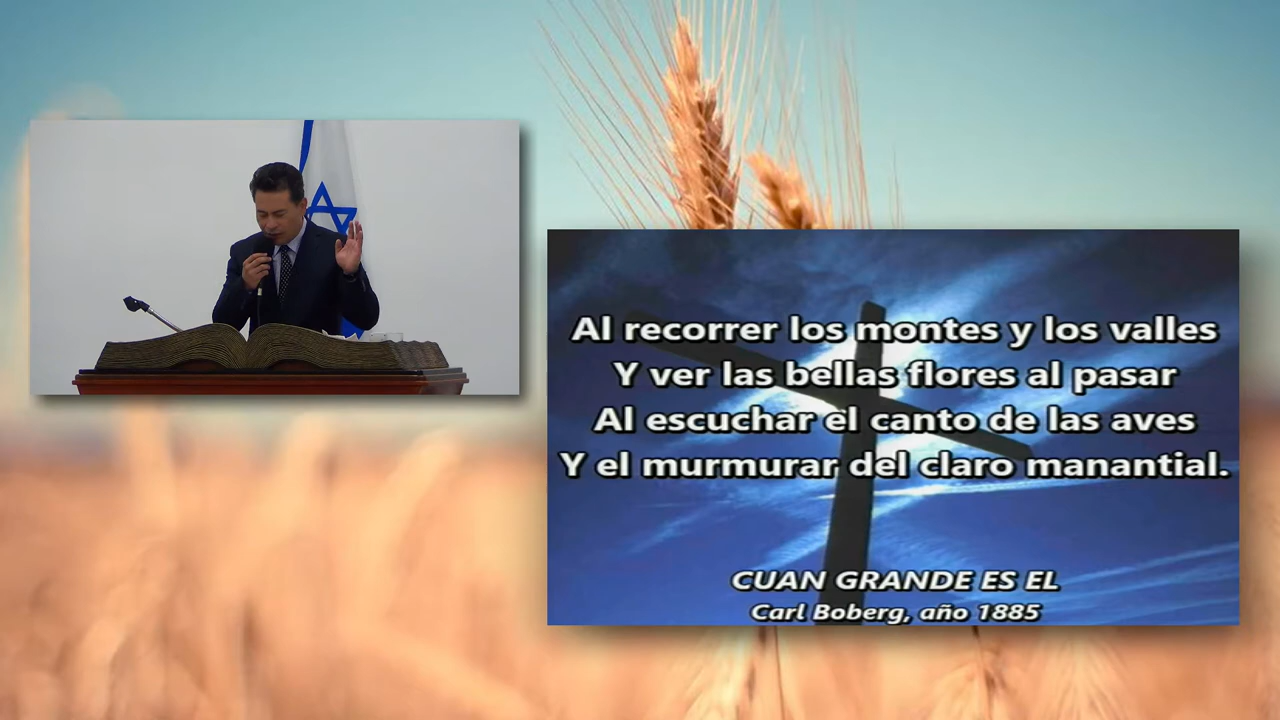 Al recorrer los montes y los valles
Y ver las bellas flores al pasar
Al escuchar el canto de las aves
Y el murmurar del claro manantial.
CUAN GRANDE ES EL
Carl Boberg, año 1885